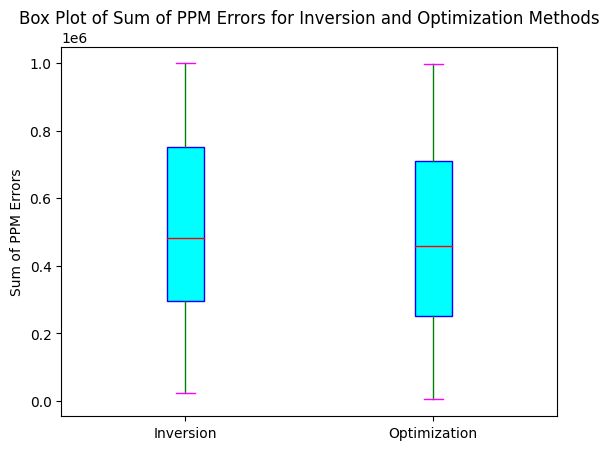 Box Plot of Sum of PPM Errors for Inversion and Optimization Methods
1e6
1.0
0.8
0.6
0.4
0.2
0.0
Sum of PPM Errors
Inversion
Optimization